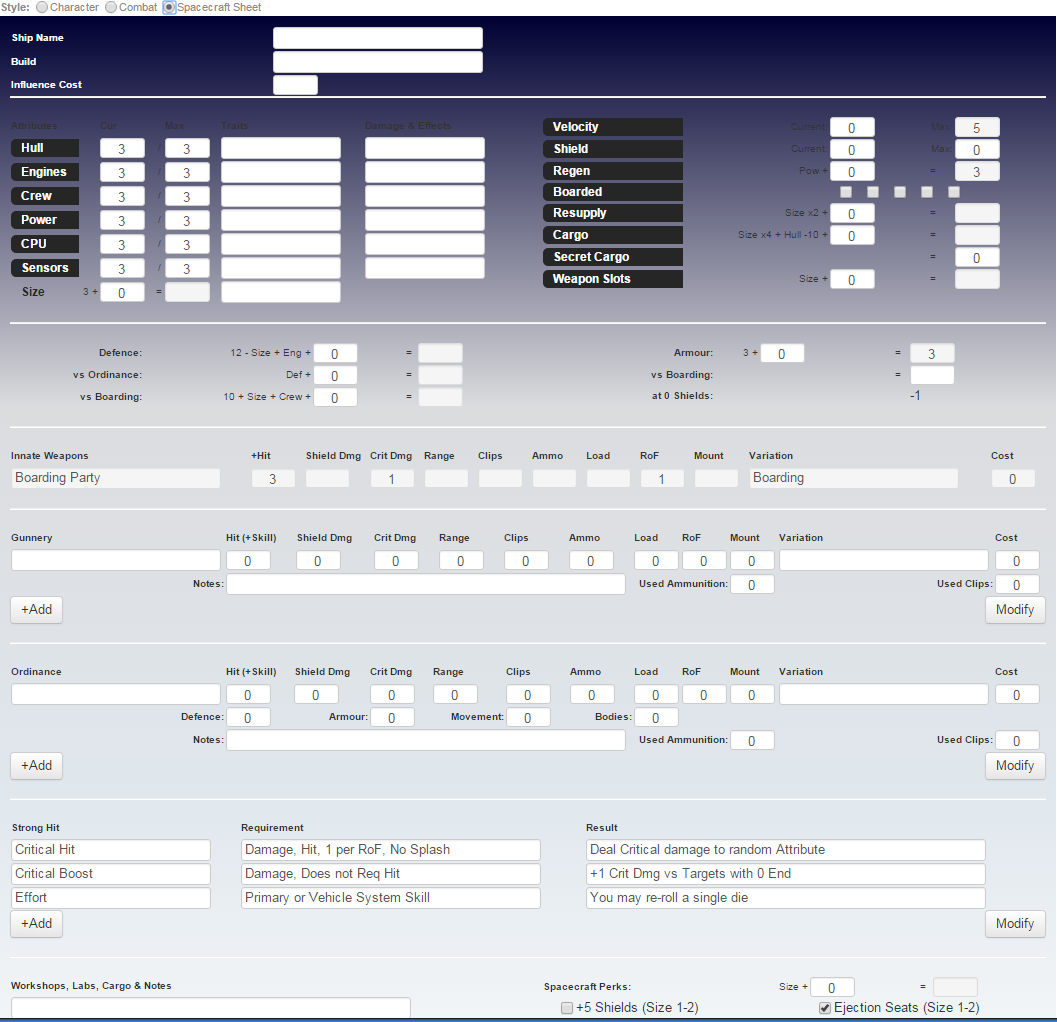 Style: Character Combat Spacecraft Sheet
Ship Name
Build
Influence Cost
Attributes Cur Max Traits Damage & Effects
Hull 3 / 3
Engines 3 / 3
Crew 3 / 3
Power 3 / 3
CPU 3 / 3
Sensors 3 / 3
Size 3 + 0 =
Velocity Current: 0 Max: 5
Shield Current: 0 Max: 0
Regen Pow + 0 = 3
Boarded
Resupply Size x2 + 0 =
Cargo Size x4 + Hull -10 + 0 =
Secret Cargo = 0
Weapon Slots Size + 0 =
Defence: 12 - Size + Eng + 0 =
vs Ordinance: Def + 0 =
vs Boarding: 10 + Size + Crew + 0 =
Armour: 3 + 0 = 3
vs Boarding: =
at 0 Shields: -1
Innate Weapons +Hit Shield Dmg Crit Dmg Range Clips Ammo Load RoF Mount Variation Cost
Boarding Party 3 1 1 Boarding 0
Gunnery Hit (+Skill) Shield Dmg Crit Dmg Range Clips Ammo Load RoF Mount Variation Cost
0 0 0 0 0 0 0 0 0 0
Notes: Used Ammunition: 0 Used Clips: 0
+Add Modify
Ordinance Hit (+Skill) Shield Dmg Crit Dmg Range Clips Ammo Load RoF Mount Variation Cost
0 0 0 0 0 0 0 0 0 0
Defence: 0 Armour: 0 Movement: 0 Bodies: 0
Notes: Used Ammunition: 0 Used Clips: 0
+Add Modify
Strong Hit Requirement Result
Critical Hit Damage, Hit, 1 per RoF, No Splash Deal Critical damage to random Attribute
Critical Boost Damage, Does not Req Hit +1 Crit Dmg vs Targets with 0 End
Effort Primary or Vehicle System Skill You may re-roll a single die
+Add Modify
Workshops, Labs, Cargo & Notes Spacecraft Perks: Size + 0 =
+5 Shields (Size 1-2) Ejection Seats (Size 1-2)